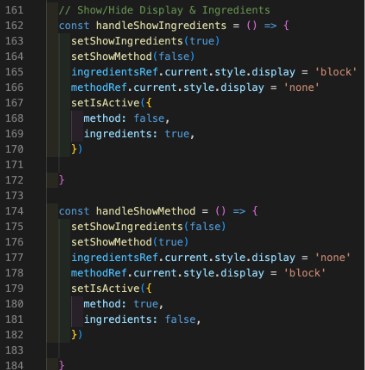 161 // Show/Hide Display & Ingredients
162 const handleShowIngredients = () => {
163 setShowIngredients(true)
164 setShowMethod(false)
165 ingredientsRef.current.style.display = 'block'
166 methodRef.current.style.display = 'none'
167 setIsActive({
168 method: false,
169 ingredients: true,
170 })
171
172 }
173
174 const handleShowMethod = () => {
175 setShowIngredients(false)
176 setShowMethod(true)
177 ingredientsRef.current.style.display = 'none'
178 methodRef.current.style.display = 'block'
179 setIsActive({
180 method: true,
181 ingredients: false,
182 })
183
184 }